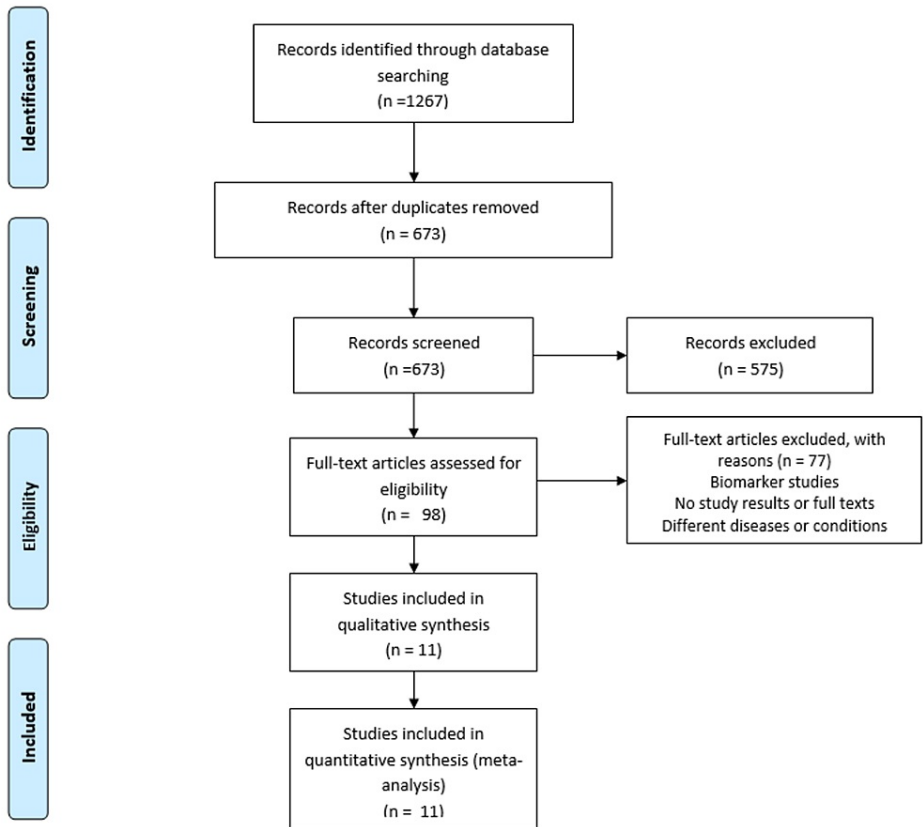 Identification
Records identified through database
searching
(n =1267)
Records after duplicates removed
(n = 673)
Screening
Records screened
(n =673)
Records excluded
(n = 575)
Eligibility
Full-text articles assessed for
eligibility
(n =   98)
Full-text articles excluded, with
reasons (n = 77)
Biomarker studies
No study results or full texts
Different diseases or conditions
Studies included in
qualitative synthesis
(n = 11)
Included
Studies included in
quantitative synthesis (meta-
analysis)
(n =  11)